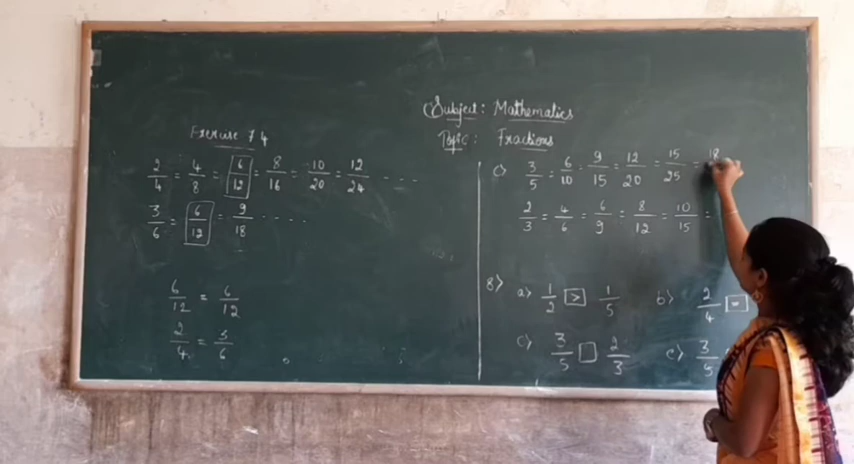 Subject: Mathematics
Topic: Fractions
Exercise 7.4
2/4 = 4/8 = 6/12 = 8/16 = 10/20 = 12/24 ....
3/6 = 6/12 = 9/18 ....
6/12 = 6/12
2/4 = 3/6
c) 3/5 = 6/10 = 9/15 = 12/20 = 15/25 = 18
2/3 = 4/6 = 6/9 = 8/12 = 10/15 =
8) a) 1/2 > 1/5 b) 2/4 =
c) 3/5 □ 2/3 e) 3/5